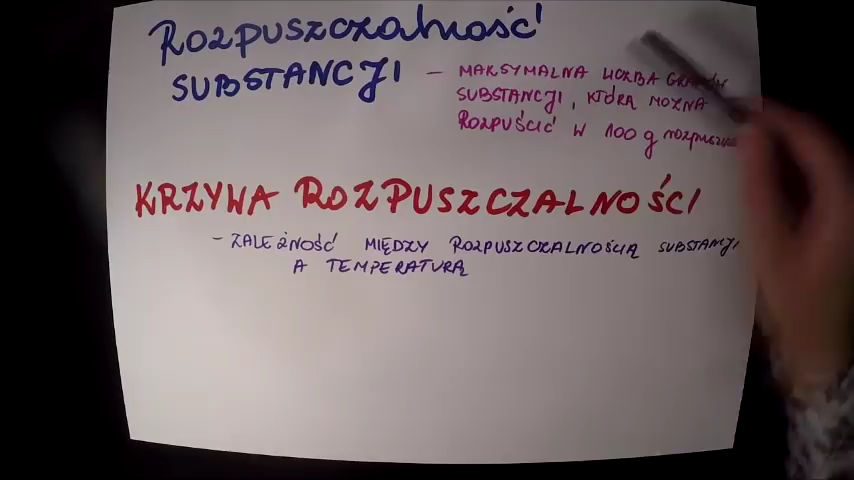 Rozpuszczalność
SUBSTANCJI – MAKSYMALNA LICZBA GRAMÓW
SUBSTANCJI, KTÓRĄ MOŻNA
ROZPUŚCIĆ W 100 g
KRZYWA ROZPUSZCZALNOŚCI
- ZALEŻNOŚĆ MIĘDZY ROZPUSZCZALNOŚCIĄ SUBSTANCJI
A TEMPERATURĄ